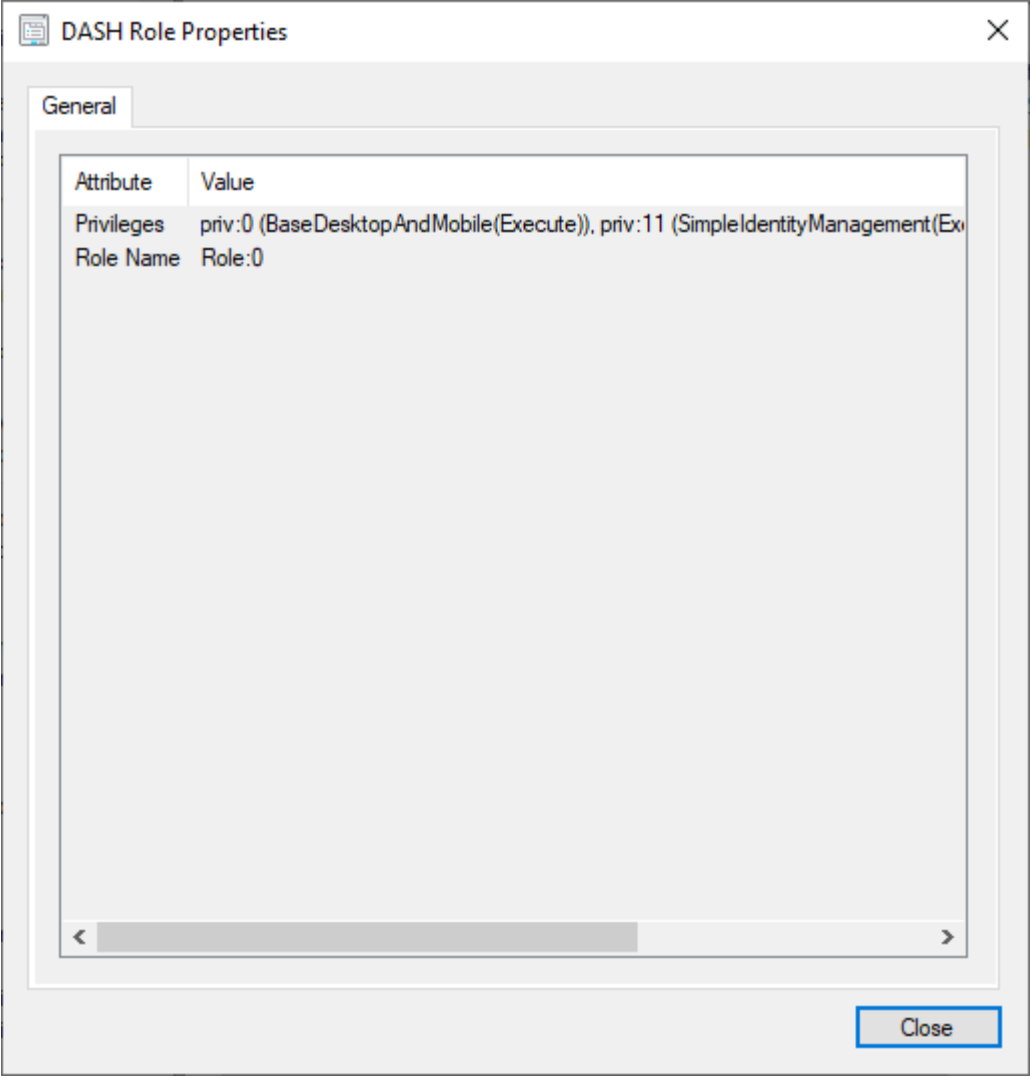 DASH Role Properties
General
Attribute Value
Privileges priv:0 (BaseDesktopAndMobile(Execute)), priv:11 (SimpleIdentityManagement(Ex
Role Name Role:0
Close